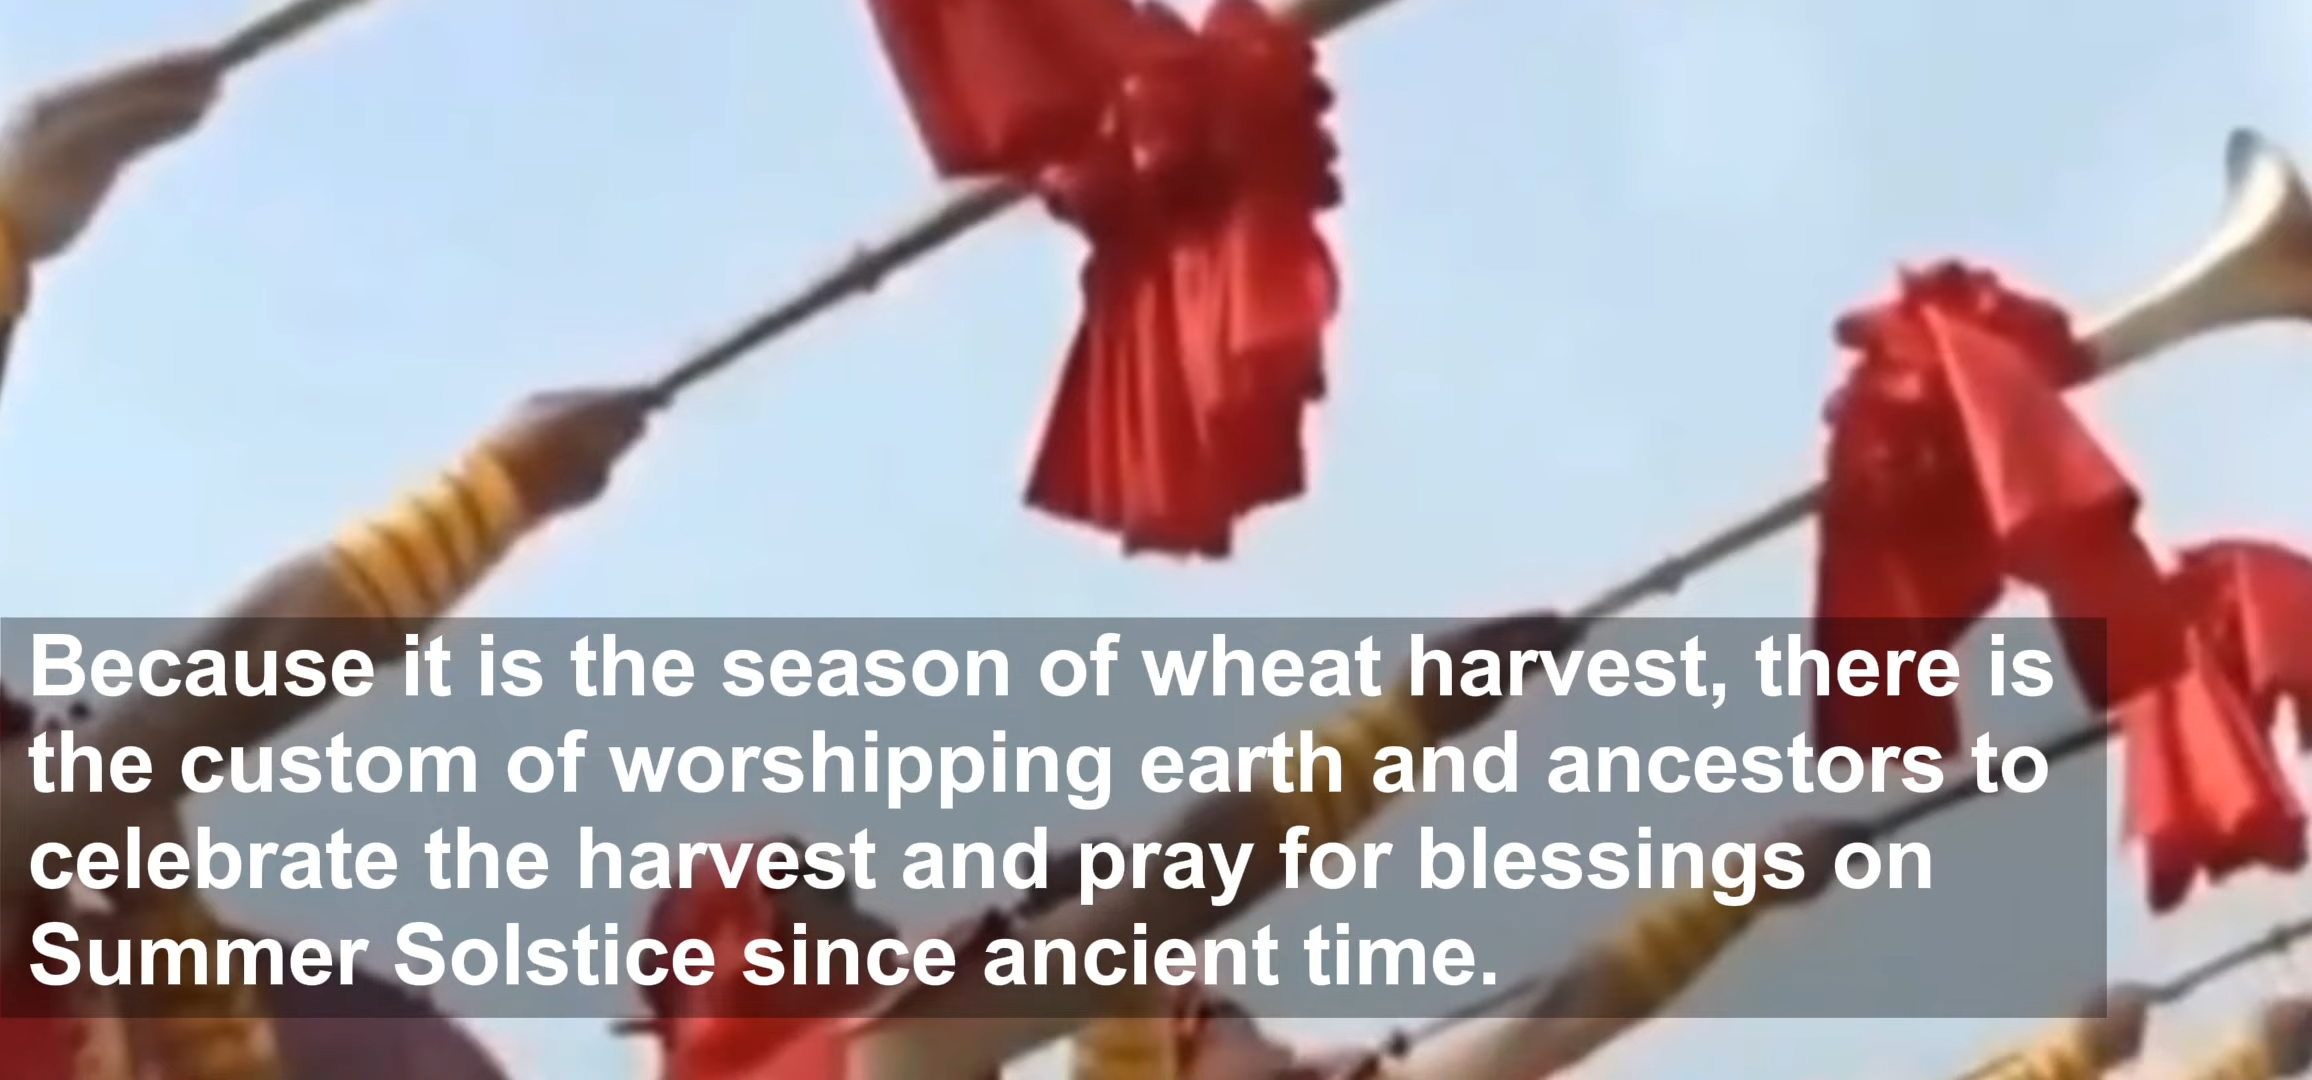 Because it is the season of wheat harvest, there is
the custom of worshipping earth and ancestors to
celebrate the harvest and pray for blessings on
Summer Solstice since ancient time.